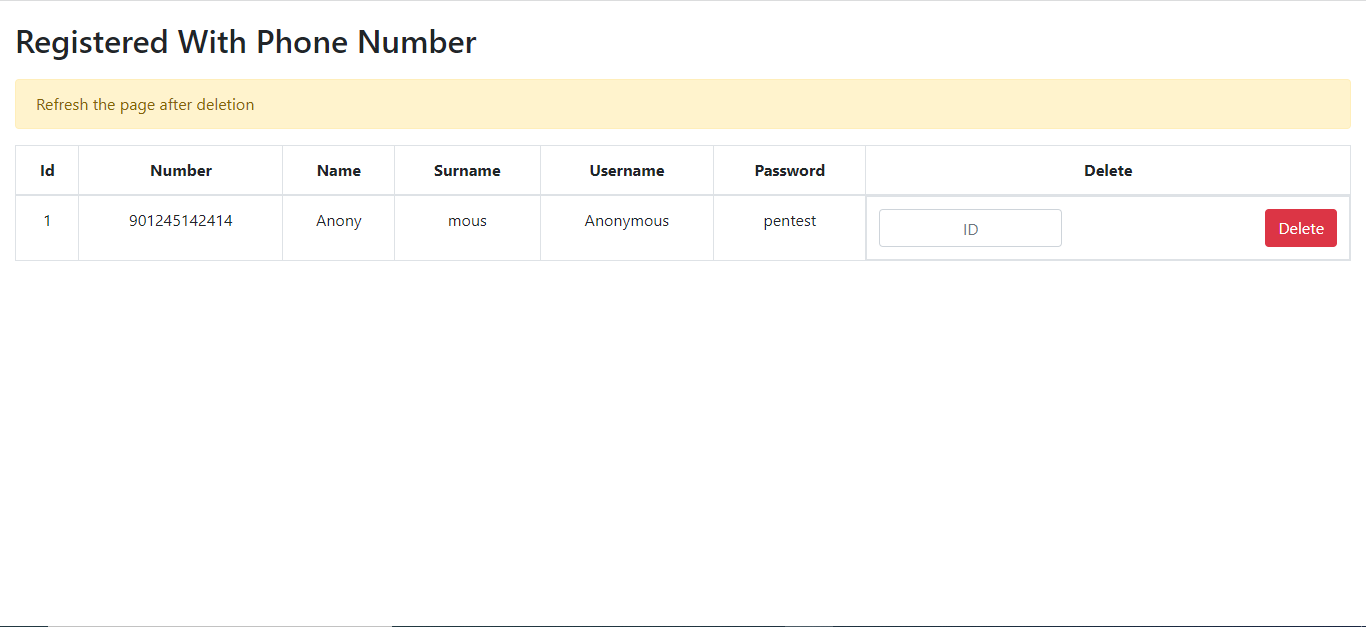 Registered With Phone Number
Refresh the page after deletion
Id Number Name Surname Username Password Delete
1 901245142414 Anony mous Anonymous pentest ID Delete